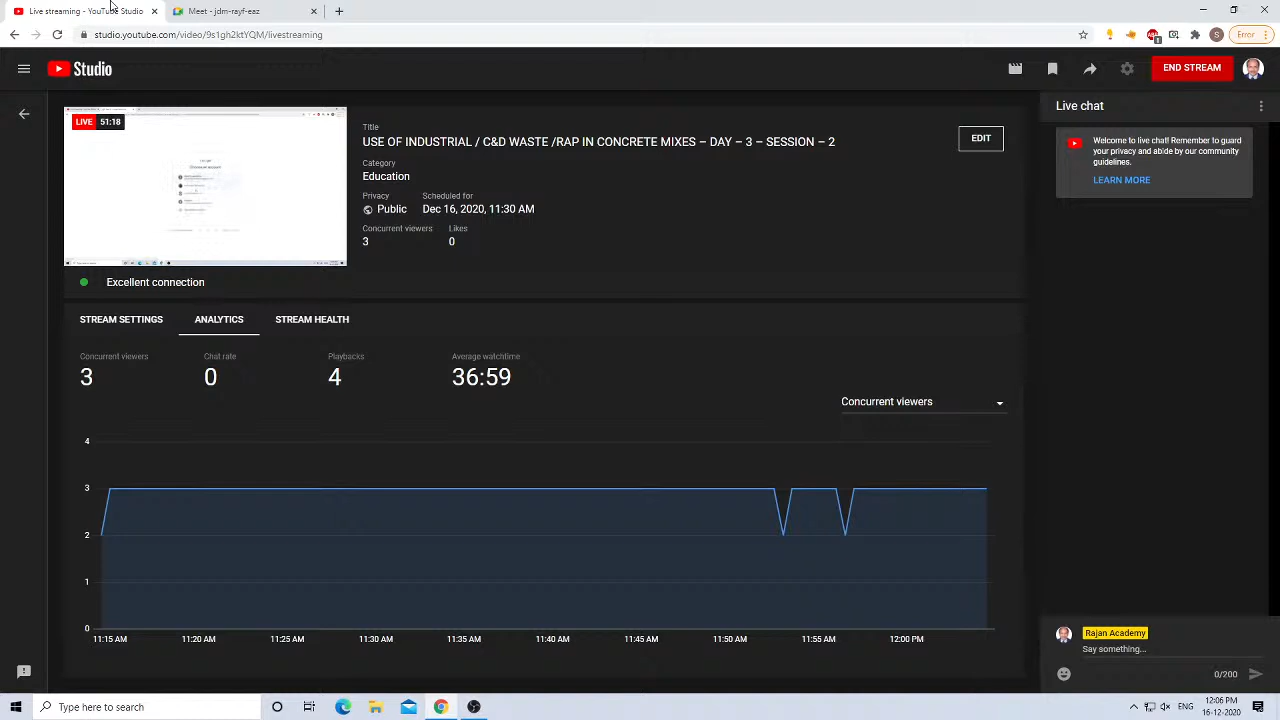 Live streaming - YouTube Studio
Meet - jdm-rayf-eaz
studio.youtube.com/video/9s1gh2ktYQM/livestreaming
Error
Studio
END STREAM
LIVE 51:18
Title
USE OF INDUSTRIAL / C&D WASTE /RAP IN CONCRETE MIXES – DAY - 3 – SESSION – 2
EDIT
Category
Education
Privacy
Scheduled for
Public
Dec 16, 2020, 11:30 AM
Concurrent viewers
Likes
3
0
Excellent connection
STREAM SETTINGS
ANALYTICS
STREAM HEALTH
Concurrent viewers
Chat rate
Playbacks
Average watchtime
3
0
4
36:59
Concurrent viewers
4
3
2
1
0
11:15 AM
11:20 AM
11:25 AM
11:30 AM
11:35 AM
11:40 AM
11:45 AM
11:50 AM
11:55 AM
12:00 PM
Live chat
Welcome to live chat! Remember to guard
your privacy and abide by our community
guidelines.
LEARN MORE
Rajan Academy
Say something...
0/200
Type here to search
ENG
12:06 PM
16-12-2020